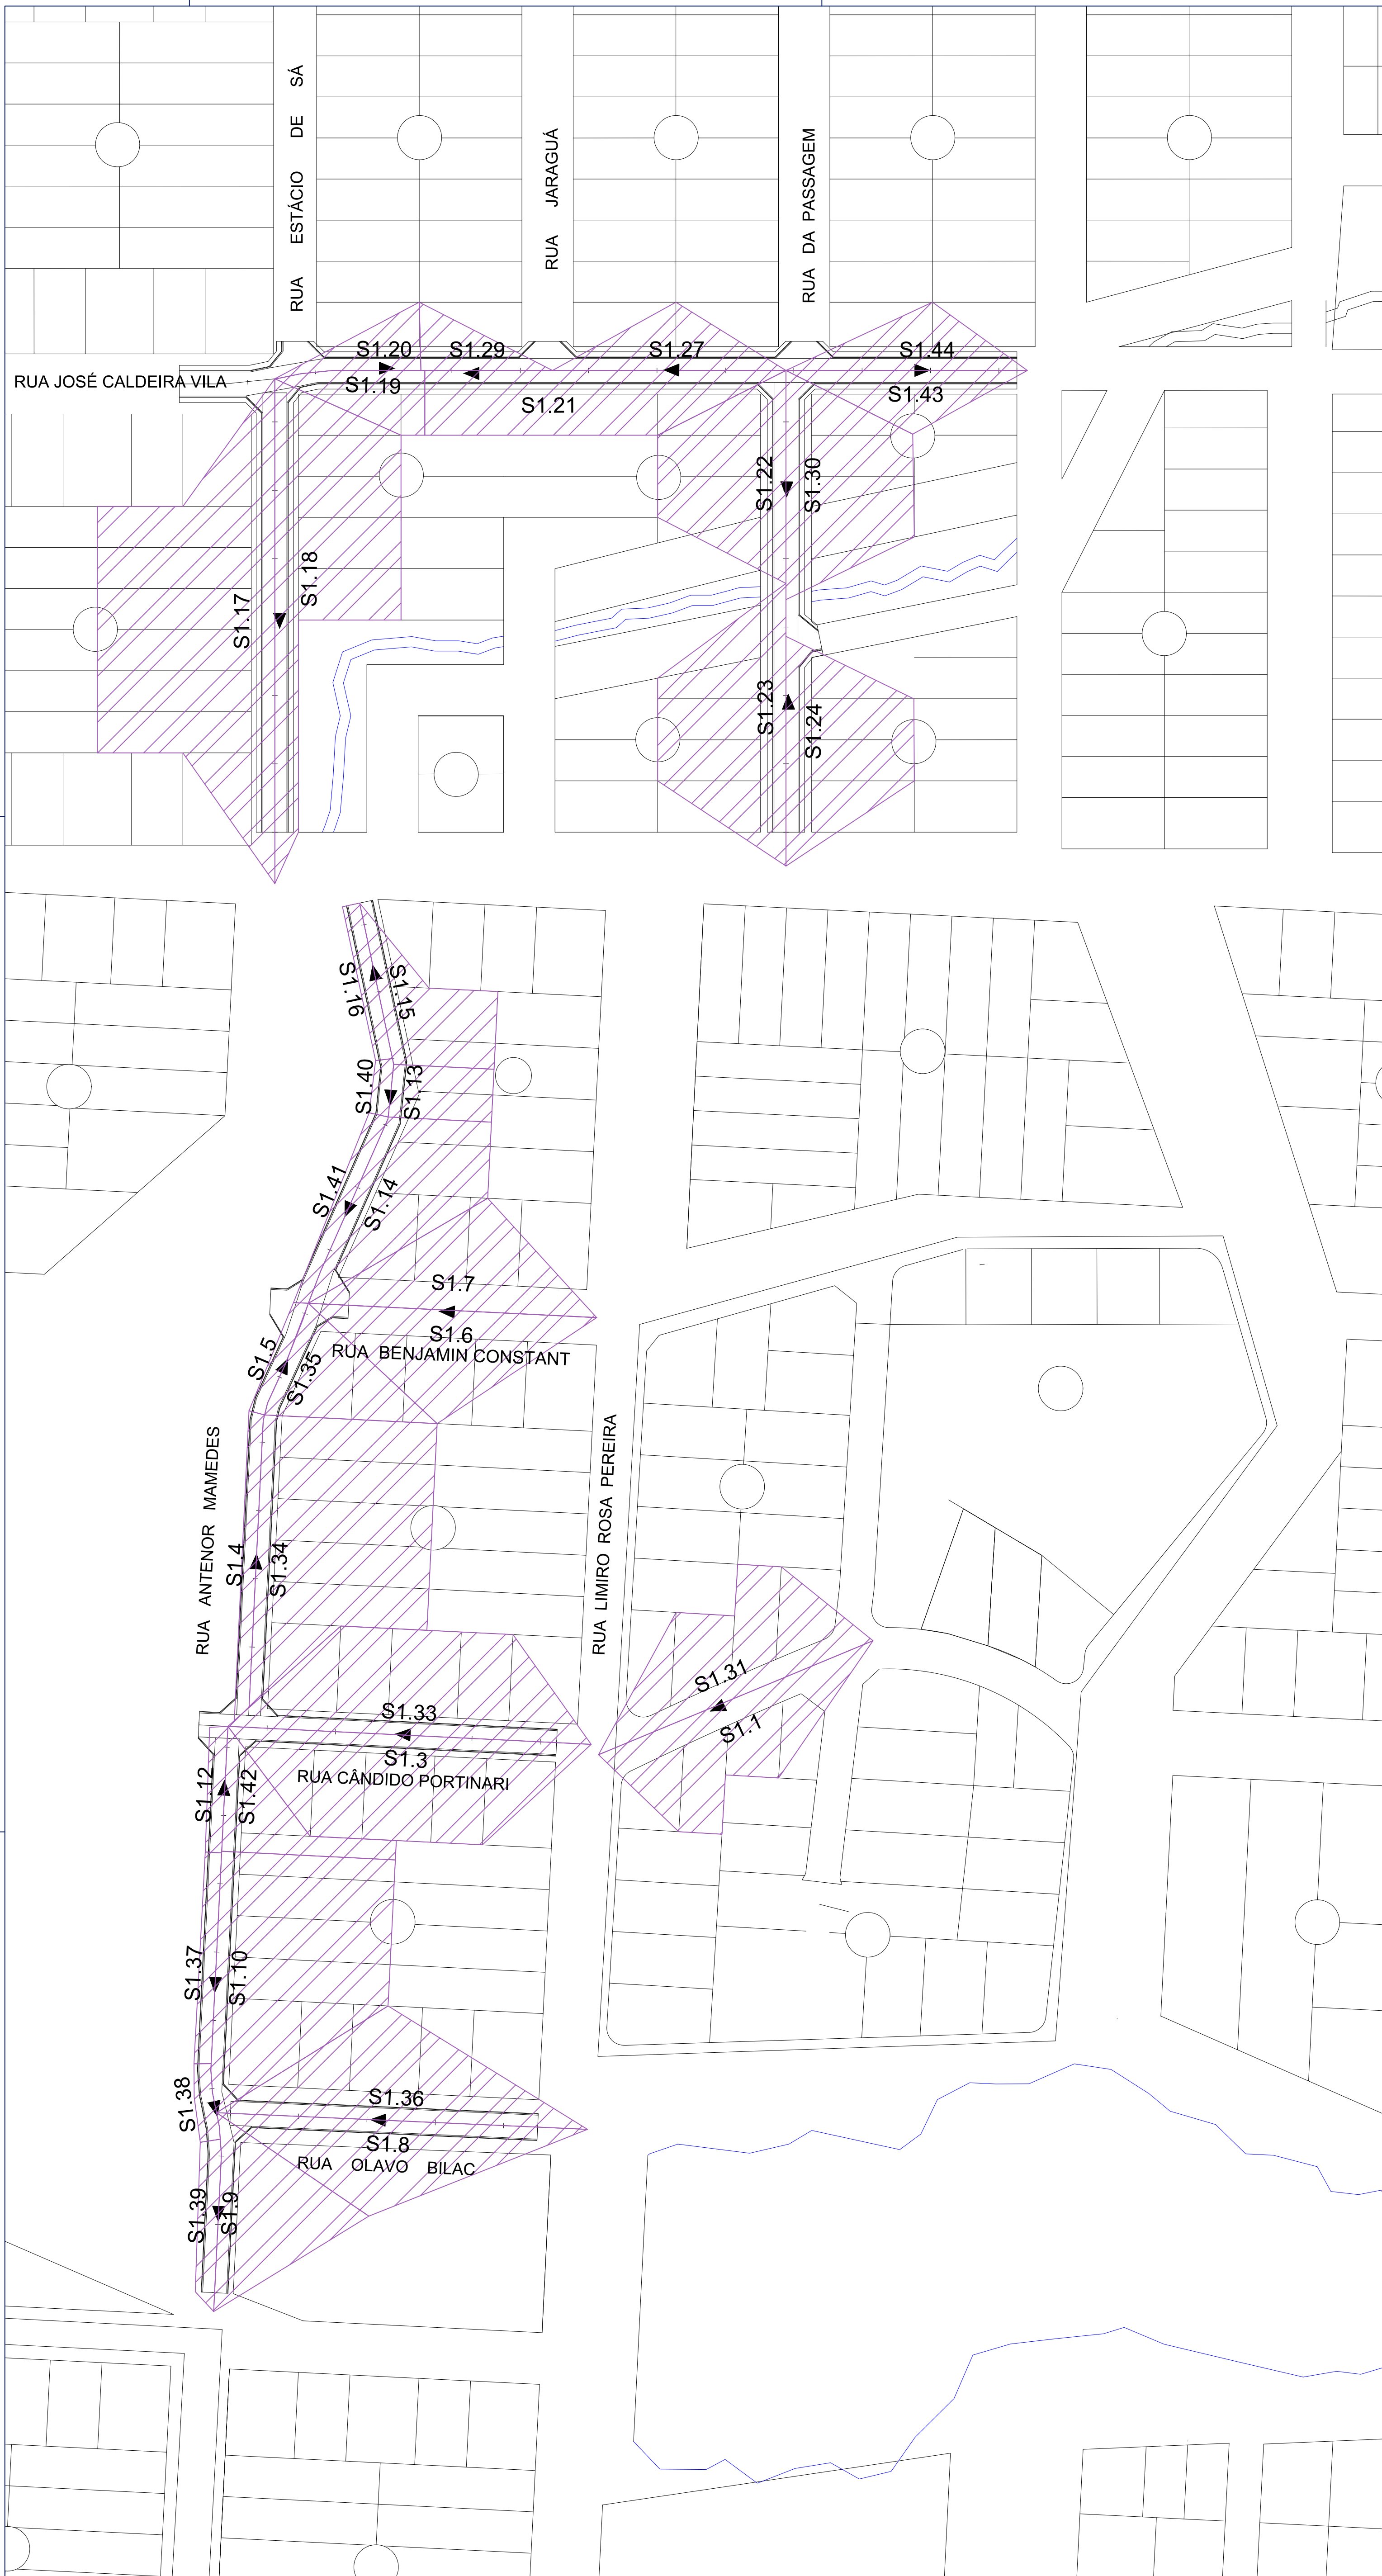 RUA ESTÁCIO DE SÁ
RUA JARAGUÁ
RUA DA PASSAGEM
S1.20
S1.29
S1.27
S1.44
RUA JOSÉ CALDEIRA VILA
S1.19
S1.21
S1.43
S1.22
S1.30
S1.18
S1.17
S1.23
S1.24
S1.16
S1.15
S1.40
S1.13
S1.41
S1.14
S1.7
S1.6
RUA BENJAMIN CONSTANT
S1.5
S1.35
RUA ANTENOR MAMEDES
RUA LIMIRO ROSA PEREIRA
S1.4
S1.34
S1.31
S1.1
S1.33
S1.3
RUA CÂNDIDO PORTINARI
S1.12
S1.42
S1.37
S1.10
S1.38
S1.36
S1.8
RUA OLAVO BILAC
S1.39
S1.9